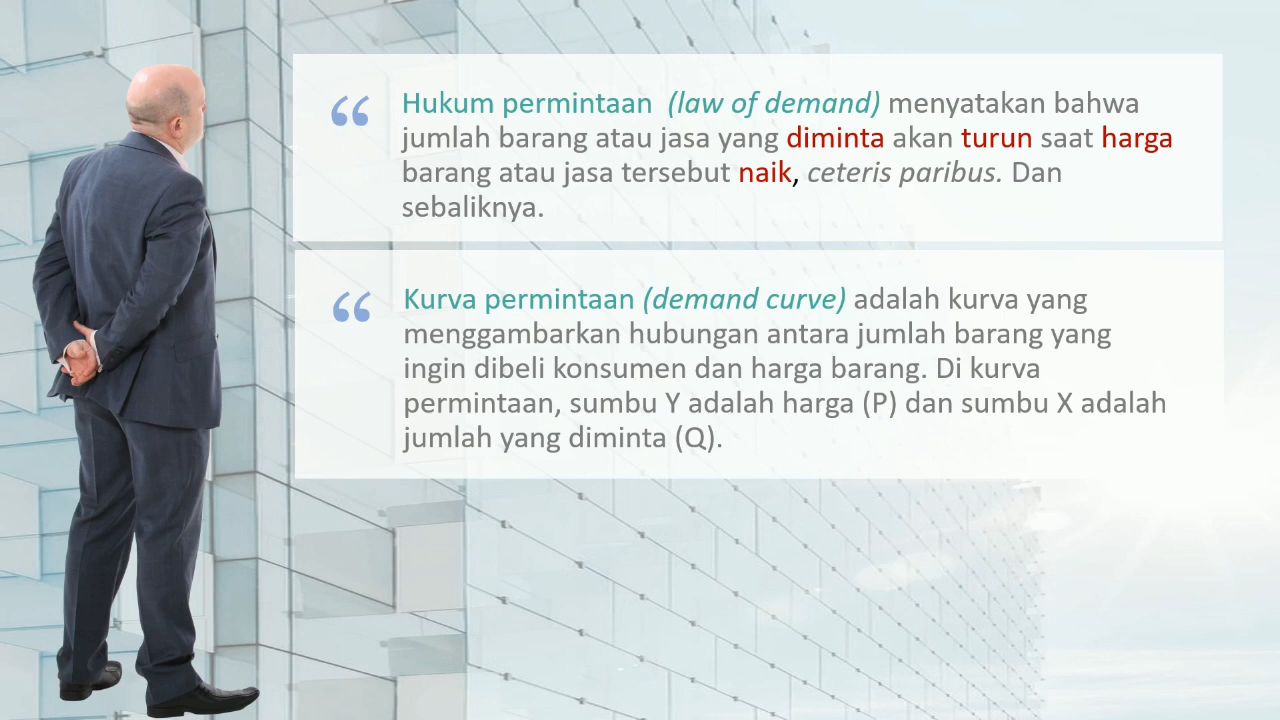 “ Hukum permintaan (law of demand) menyatakan bahwa
jumlah barang atau jasa yang diminta akan turun saat harga
barang atau jasa tersebut naik, ceteris paribus. Dan
sebaliknya.
“ Kurva permintaan (demand curve) adalah kurva yang
menggambarkan hubungan antara jumlah barang yang
ingin dibeli konsumen dan harga barang. Di kurva
permintaan, sumbu Y adalah harga (P) dan sumbu X adalah
jumlah yang diminta (Q).